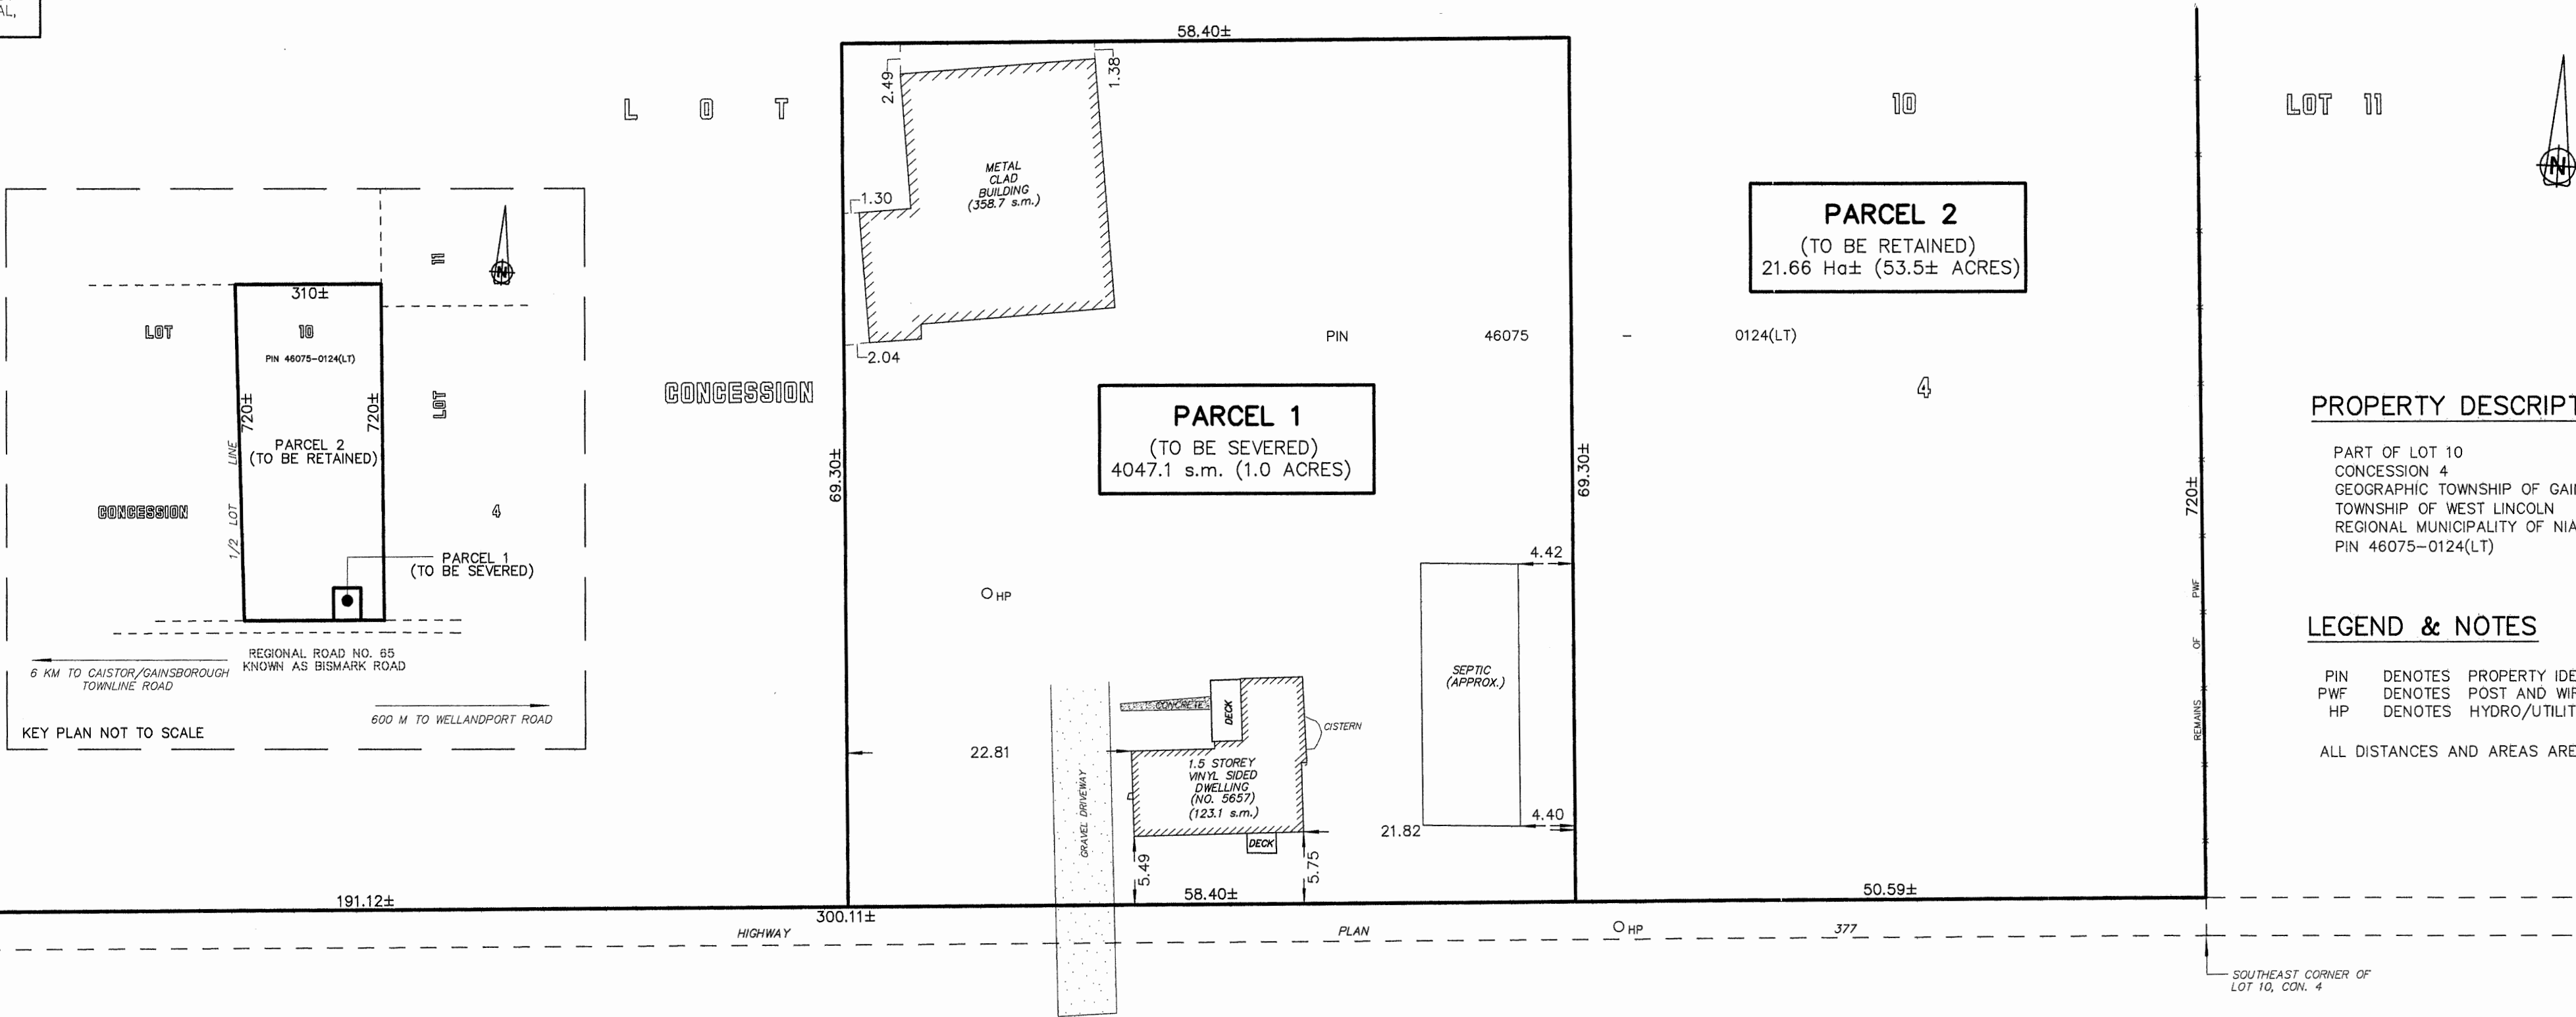 AL,
58.40±
2.49
1.38
L O T
10
LOT 11
N
METAL
CLAD
BUILDING
(358.7 s.m.)
1.30
2.04
PARCEL 2
(TO BE RETAINED)
21.66 Ha± (53.5± ACRES)
PIN 46075 - 0124(LT)
CONCESSION
4
PARCEL 1
(TO BE SEVERED)
4047.1 s.m. (1.0 ACRES)
69.30±
69.30±
720±
REMAINS OF PWF
11
N
310±
LOT
10
PIN 46075-0124(LT)
720±
720±
LOT
1/2 LOT LINE
PARCEL 2
(TO BE RETAINED)
CONCESSION
4
PARCEL 1
(TO BE SEVERED)
REGIONAL ROAD NO. 65
KNOWN AS BISMARK ROAD
6 KM TO CAISTOR/GAINSBOROUGH
TOWNLINE ROAD
600 M TO WELLANDPORT ROAD
KEY PLAN NOT TO SCALE
HP
4.42
SEPTIC
(APPROX.)
4.40
21.82
CONCRETE
DECK
CISTERN
22.81
1.5 STOREY
VINYL SIDED
DWELLING
(NO. 5657)
(123.1 s.m.)
GRAVEL DRIVEWAY
DECK
5.49
5.75
191.12±
58.40±
50.59±
300.11±
HIGHWAY PLAN 377
HP
SOUTHEAST CORNER OF
LOT 10, CON. 4
PROPERTY DESCRIPT
PART OF LOT 10
CONCESSION 4
GEOGRAPHIC TOWNSHIP OF GAI
TOWNSHIP OF WEST LINCOLN
REGIONAL MUNICIPALITY OF NIA
PIN 46075-0124(LT)
LEGEND & NOTES
PIN DENOTES PROPERTY IDE
PWF DENOTES POST AND WIR
HP DENOTES HYDRO/UTILIT
ALL DISTANCES AND AREAS ARE